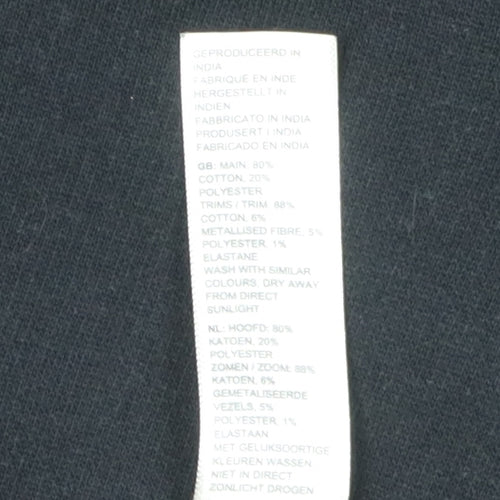 GEPRODUCEERD IN
INDIA
FABRIQUÉ EN INDE
HERGESTELLT IN
INDIEN
FABBRICATO IN INDIA
PRODUSERT I INDIA
FABRICADO EN INDIA
GB: MAIN: 80%
COTTON, 20%
POLYESTER
TRIMS / TRIM: 88%
COTTON, 6%
METALLISED FIBRE, 5%
POLYESTER, 1%
ELASTANE
WASH WITH SIMILAR
COLOURS, DRY AWAY
FROM DIRECT
SUNLIGHT
NL: HOOFD: 80%
KATOEN, 20%
POLYESTER
ZOMEN / ZOOM: 88%
KATOEN, 6%
GEMETALISEERDE
VEZELS, 5%
POLYESTER, 1%
ELASTAAN
MET GELIJKSOORTIGE
KLEUREN WASSEN
NIET IN DIRECT
ZONLICHT DROGEN